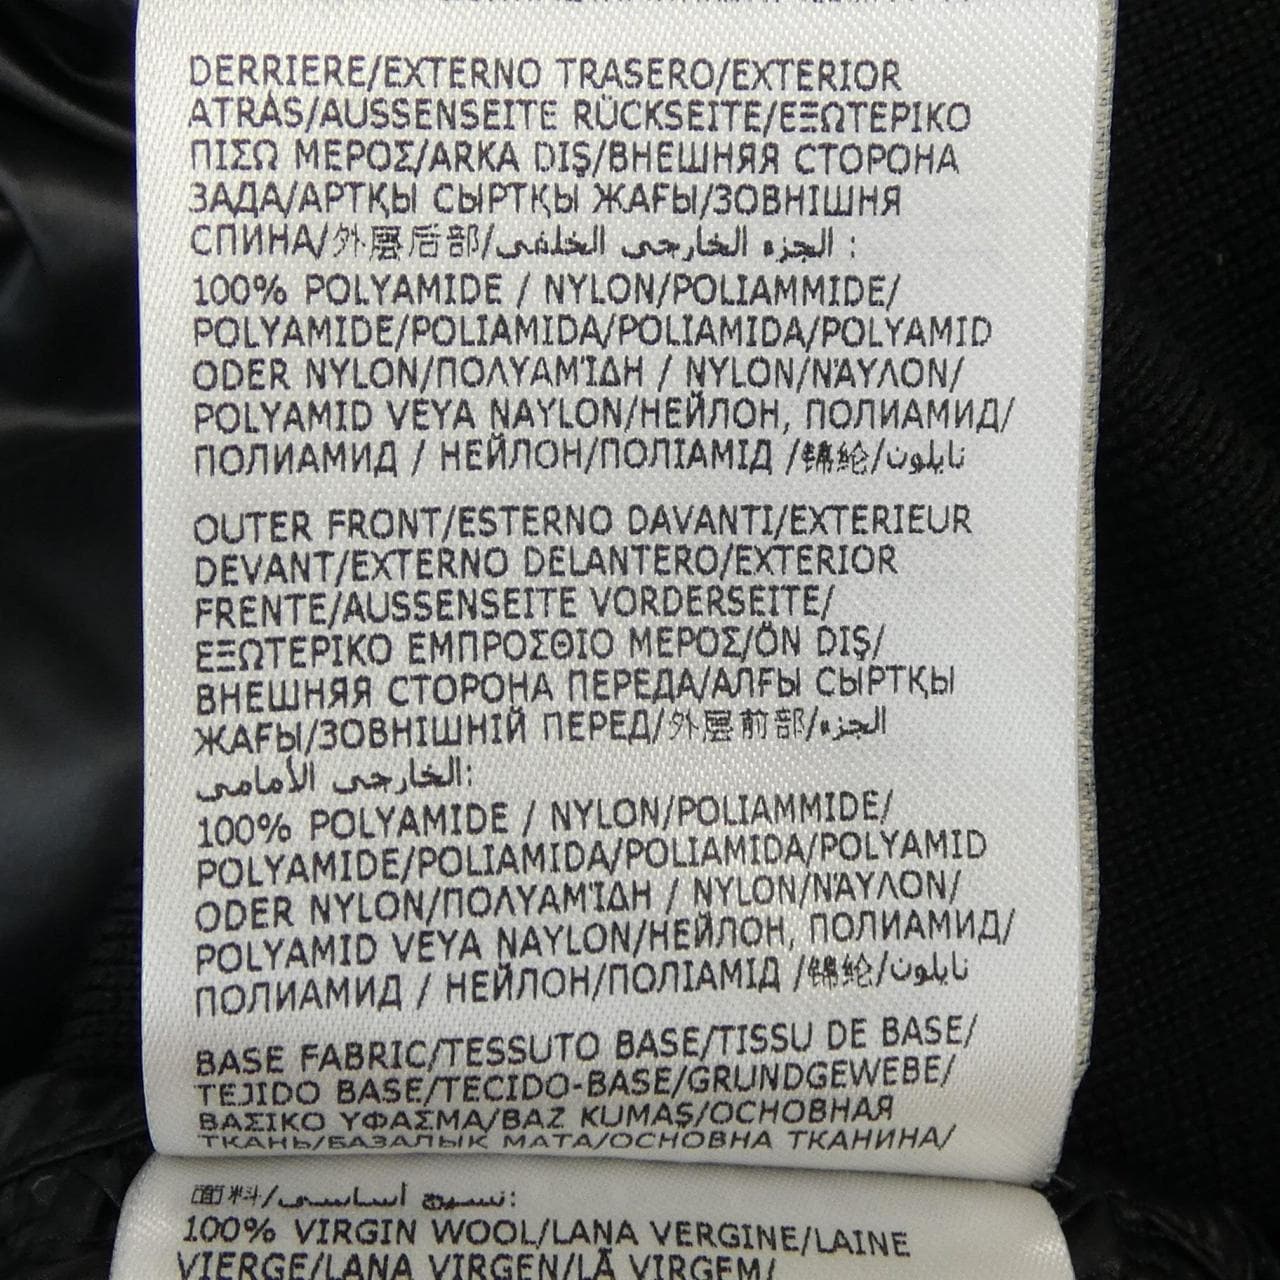 DERRIERE/EXTERNO TRASERO/EXTERIOR
ATRÁS/AUSSENSEITE RÜCKSEITE/ΕΞΩΤΕΡΙΚΟ
ΠΙΣΩ ΜΕΡΟΣ/ARKA DIŞ/ВНЕШНЯЯ СТОРОНА
ЗАДА/АРТҚЫ СЫРТҚЫ ЖАҒЫ/ЗОВНІШНЯ
СПИНА/外层后部/الجزء الخارجي الخلفي :
100% POLYAMIDE / NYLON/POLIAMMIDE/
POLYAMIDE/POLIAMIDA/POLIAMIDA/POLYAMID
ODER NYLON/ΠΟΛΥΑΜΊΔΗ / NYLON/ΝΆΥΛΟΝ/
POLYAMID VEYA NAYLON/НЕЙЛОН, ПОЛИАМИД/
ПОЛИАМИД / НЕЙЛОН/ПОЛІАМІД /锦纶/نايلون
OUTER FRONT/ESTERNO DAVANTI/EXTERIEUR
DEVANT/EXTERNO DELANTERO/EXTERIOR
FRENTE/AUSSENSEITE VORDERSEITE/
ΕΞΩΤΕΡΙΚΟ ΕΜΠΡΟΣΘΙΟ ΜΕΡΟΣ/ÖN DIŞ/
ВНЕШНЯЯ СТОРОНА ПЕРЕДА/АЛҒЫ СЫРТҚЫ
ЖАҒЫ/ЗОВНІШНІЙ ПЕРЕД/外层前部/الجزء
الخارجي الأمامي:
100% POLYAMIDE / NYLON/POLIAMMIDE/
POLYAMIDE/POLIAMIDA/POLIAMIDA/POLYAMID
ODER NYLON/ΠΟΛΥΑΜΊΔΗ / NYLON/ΝΆΥΛΟΝ/
POLYAMID VEYA NAYLON/НЕЙЛОН, ПОЛИАМИД/
ПОЛИАМИД / НЕЙЛОН/ПОЛІАМІД /锦纶/نايلون
BASE FABRIC/TESSUTO BASE/TISSU DE BASE/
TEJIDO BASE/TECIDO-BASE/GRUNDGEWEBE/
ΒΑΣΙΚΟ ΥΦΑΣΜΑ/BAZ KUMAŞ/ОСНОВНАЯ
ТКАНЬ/БАЗАЛЫК МАТА/ОСНОВНА ТКАНИНА/
面料/نسيج أساسي:
100% VIRGIN WOOL/LANA VERGINE/LAINE
VIERGE/LANA VIRGEN/LÃ VIRGEM/